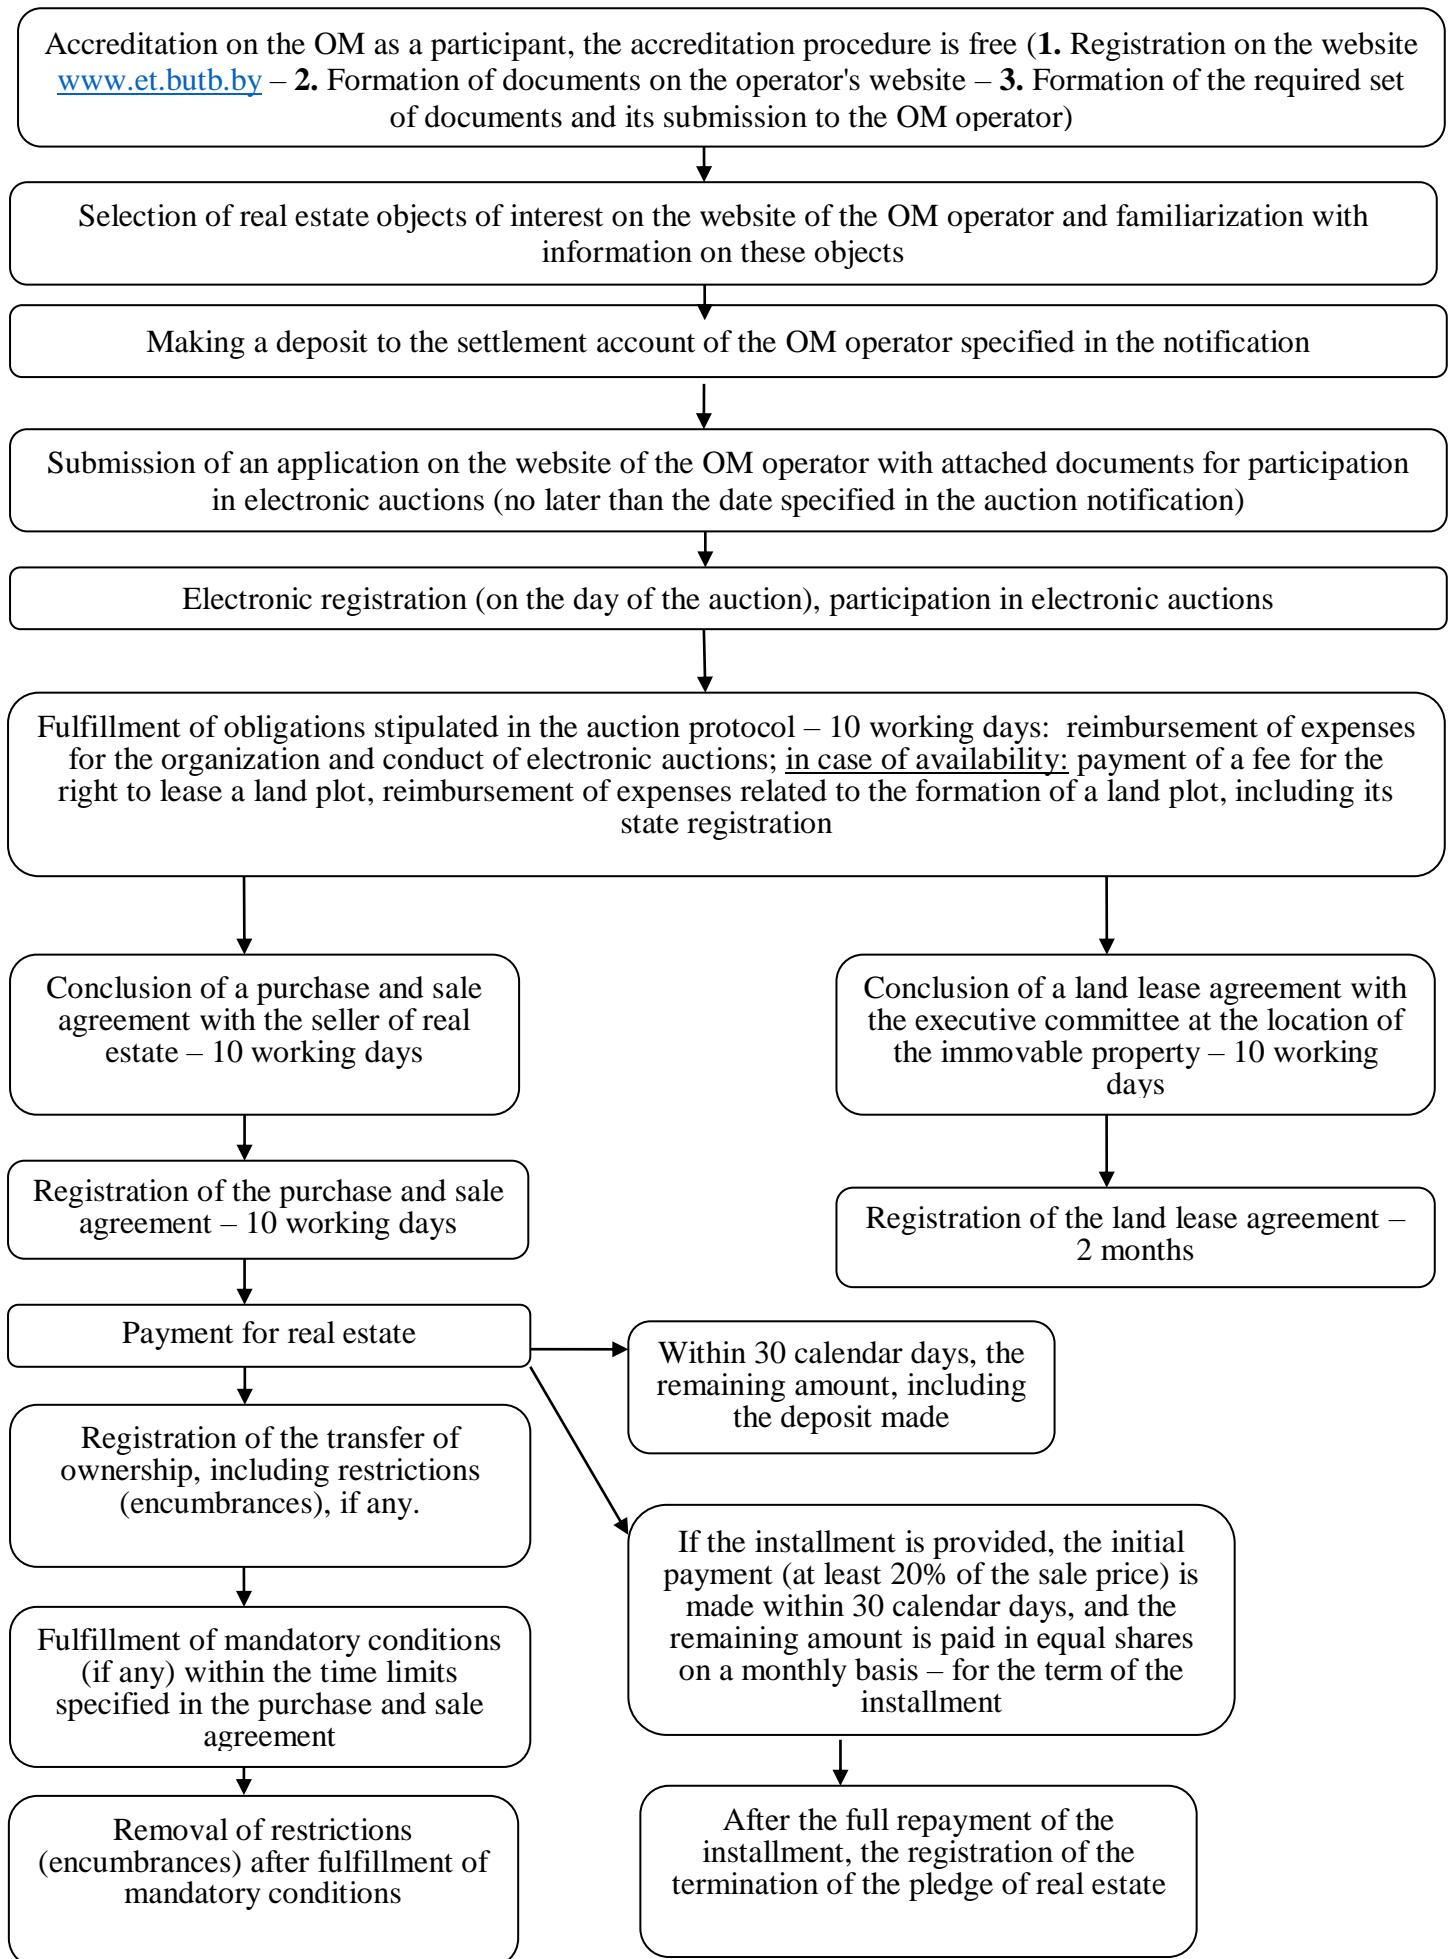 Accreditation on the OM as a participant, the accreditation procedure is free (1. Registration on the website
www.et.butb.by – 2. Formation of documents on the operator's website – 3. Formation of the required set
of documents and its submission to the OM operator)
Selection of real estate objects of interest on the website of the OM operator and familiarization with
information on these objects
Making a deposit to the settlement account of the OM operator specified in the notification
Submission of an application on the website of the OM operator with attached documents for participation
in electronic auctions (no later than the date specified in the auction notification)
Electronic registration (on the day of the auction), participation in electronic auctions
Fulfillment of obligations stipulated in the auction protocol – 10 working days: reimbursement of expenses
for the organization and conduct of electronic auctions; in case of availability: payment of a fee for the
right to lease a land plot, reimbursement of expenses related to the formation of a land plot, including its
state registration
Conclusion of a purchase and sale
agreement with the seller of real
estate – 10 working days
Conclusion of a land lease agreement with
the executive committee at the location of
the immovable property – 10 working
days
Registration of the purchase and sale
agreement – 10 working days
Registration of the land lease agreement –
2 months
Payment for real estate
Within 30 calendar days, the
remaining amount, including
the deposit made
Registration of the transfer of
ownership, including restrictions
(encumbrances), if any.
If the installment is provided, the initial
payment (at least 20% of the sale price) is
made within 30 calendar days, and the
remaining amount is paid in equal shares
on a monthly basis – for the term of the
installment
Fulfillment of mandatory conditions
(if any) within the time limits
specified in the purchase and sale
agreement
Removal of restrictions
(encumbrances) after fulfillment of
mandatory conditions
After the full repayment of the
installment, the registration of the
termination of the pledge of real estate